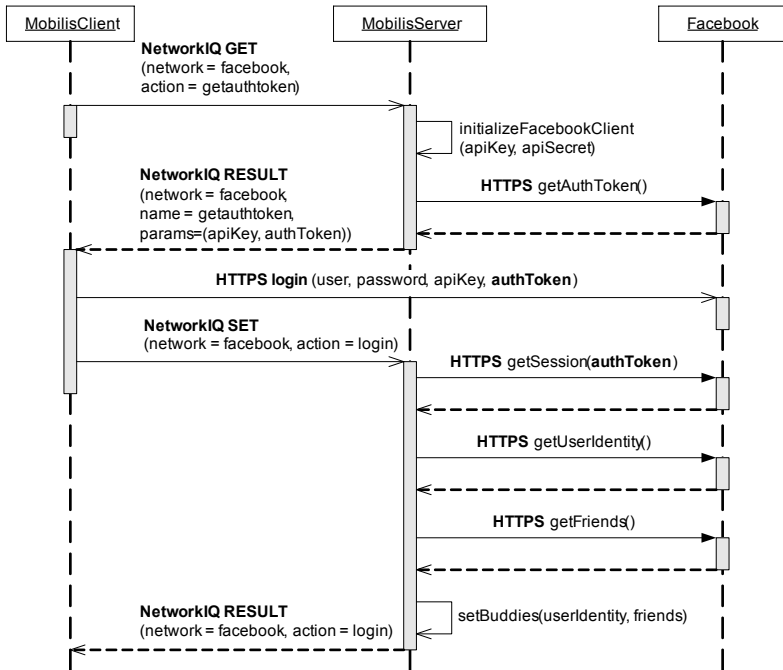 MobilisClient
MobilisServer
Facebook
NetworkIQ GET
(network = facebook,
action = getauthtoken)
initializeFacebookClient
(apiKey, apiSecret)
NetworkIQ RESULT
(network = facebook,
name = getauthtoken,
params=(apiKey, authToken))
HTTPS getAuthToken()
HTTPS login (user, password, apiKey, authToken)
NetworkIQ SET
(network = facebook, action = login)
HTTPS getSession(authToken)
HTTPS getUserIdentity()
HTTPS getFriends()
NetworkIQ RESULT
(network = facebook, action = login)
setBuddies(userIdentity, friends)